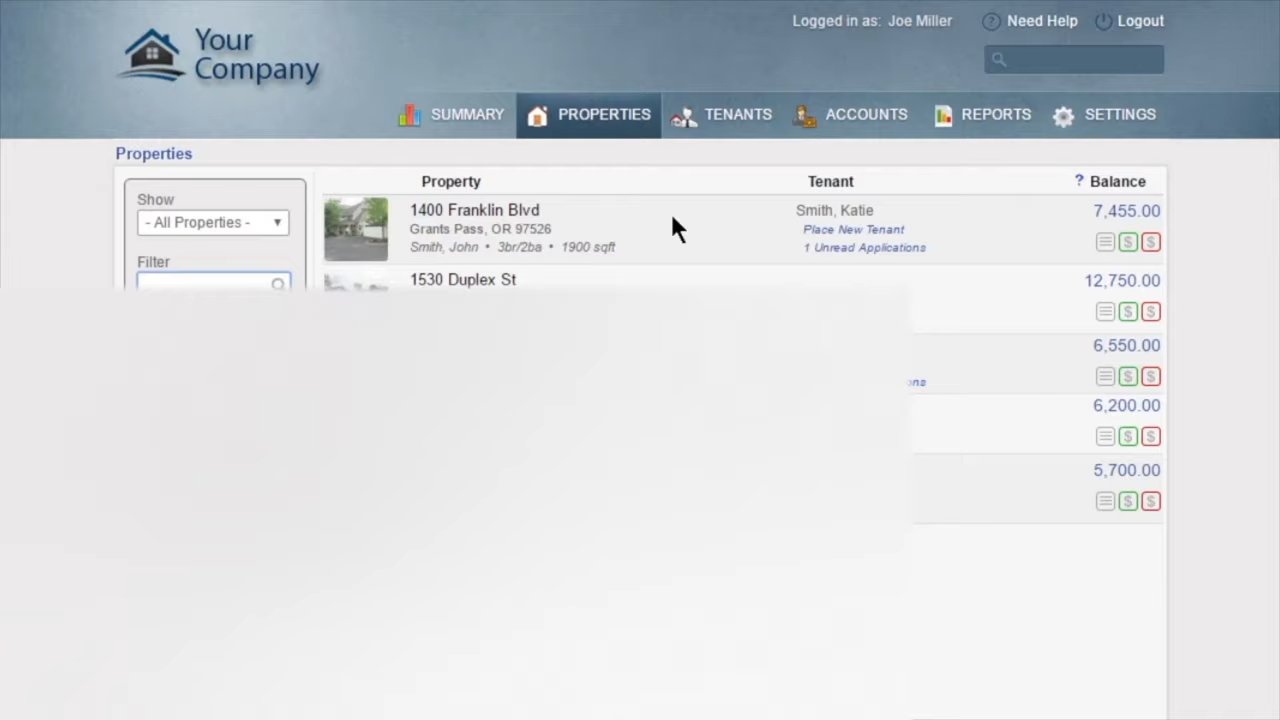 Your
Company
Logged in as: Joe Miller
? Need Help
Logout
SUMMARY
PROPERTIES
TENANTS
ACCOUNTS
REPORTS
SETTINGS
Properties
Show
- All Properties -
Filter
Property
Tenant
? Balance
1400 Franklin Blvd
Grants Pass, OR 97526
Smith, John • 3br/2ba • 1900 sqft
Smith, Katie
Place New Tenant
1 Unread Applications
7,455.00
$ $
1530 Duplex St
12,750.00
$ $
6,550.00
ons
$ $
6,200.00
$ $
5,700.00
$ $